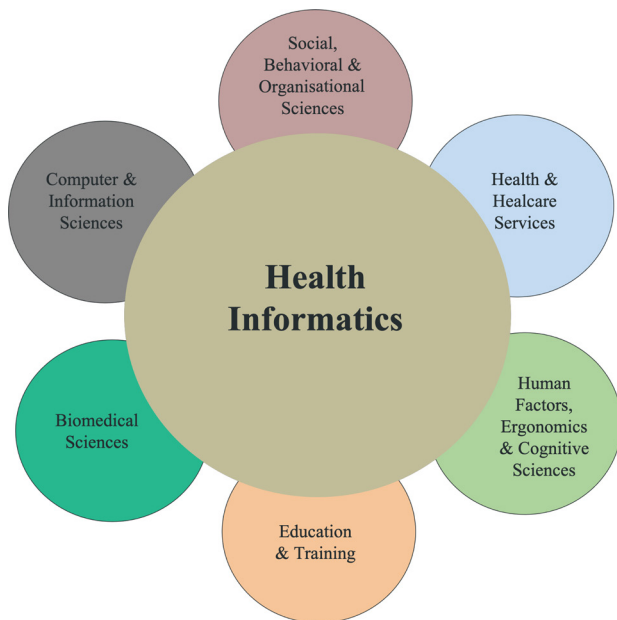 Social,
Behavioral &
Organisational
Sciences
Computer &
Information
Sciences
Health &
Healcare
Services
Health
Informatics
Biomedical
Sciences
Human
Factors,
Ergonomics
& Cognitive
Sciences
Education
& Training